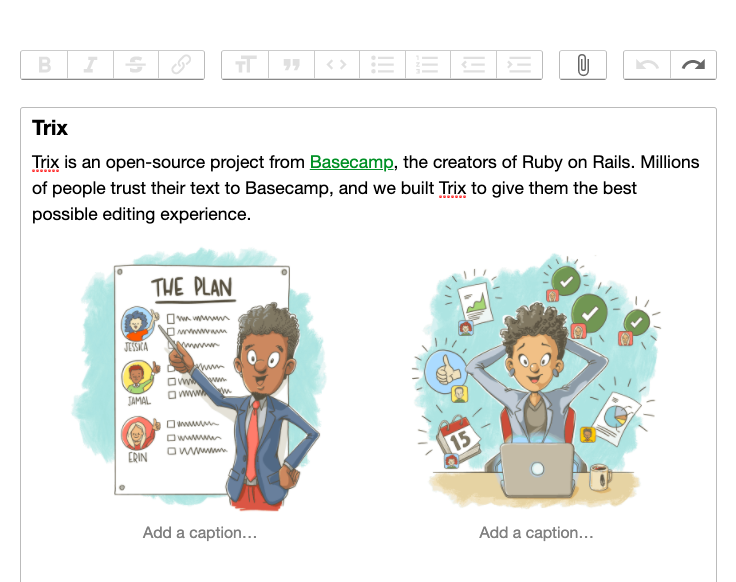 Trix
Trix is an open-source project from Basecamp, the creators of Ruby on Rails. Millions
of people trust their text to Basecamp, and we built Trix to give them the best
possible editing experience.
THE PLAN
JESSICA
JAMAL
ERIN
15
Add a caption…
Add a caption…